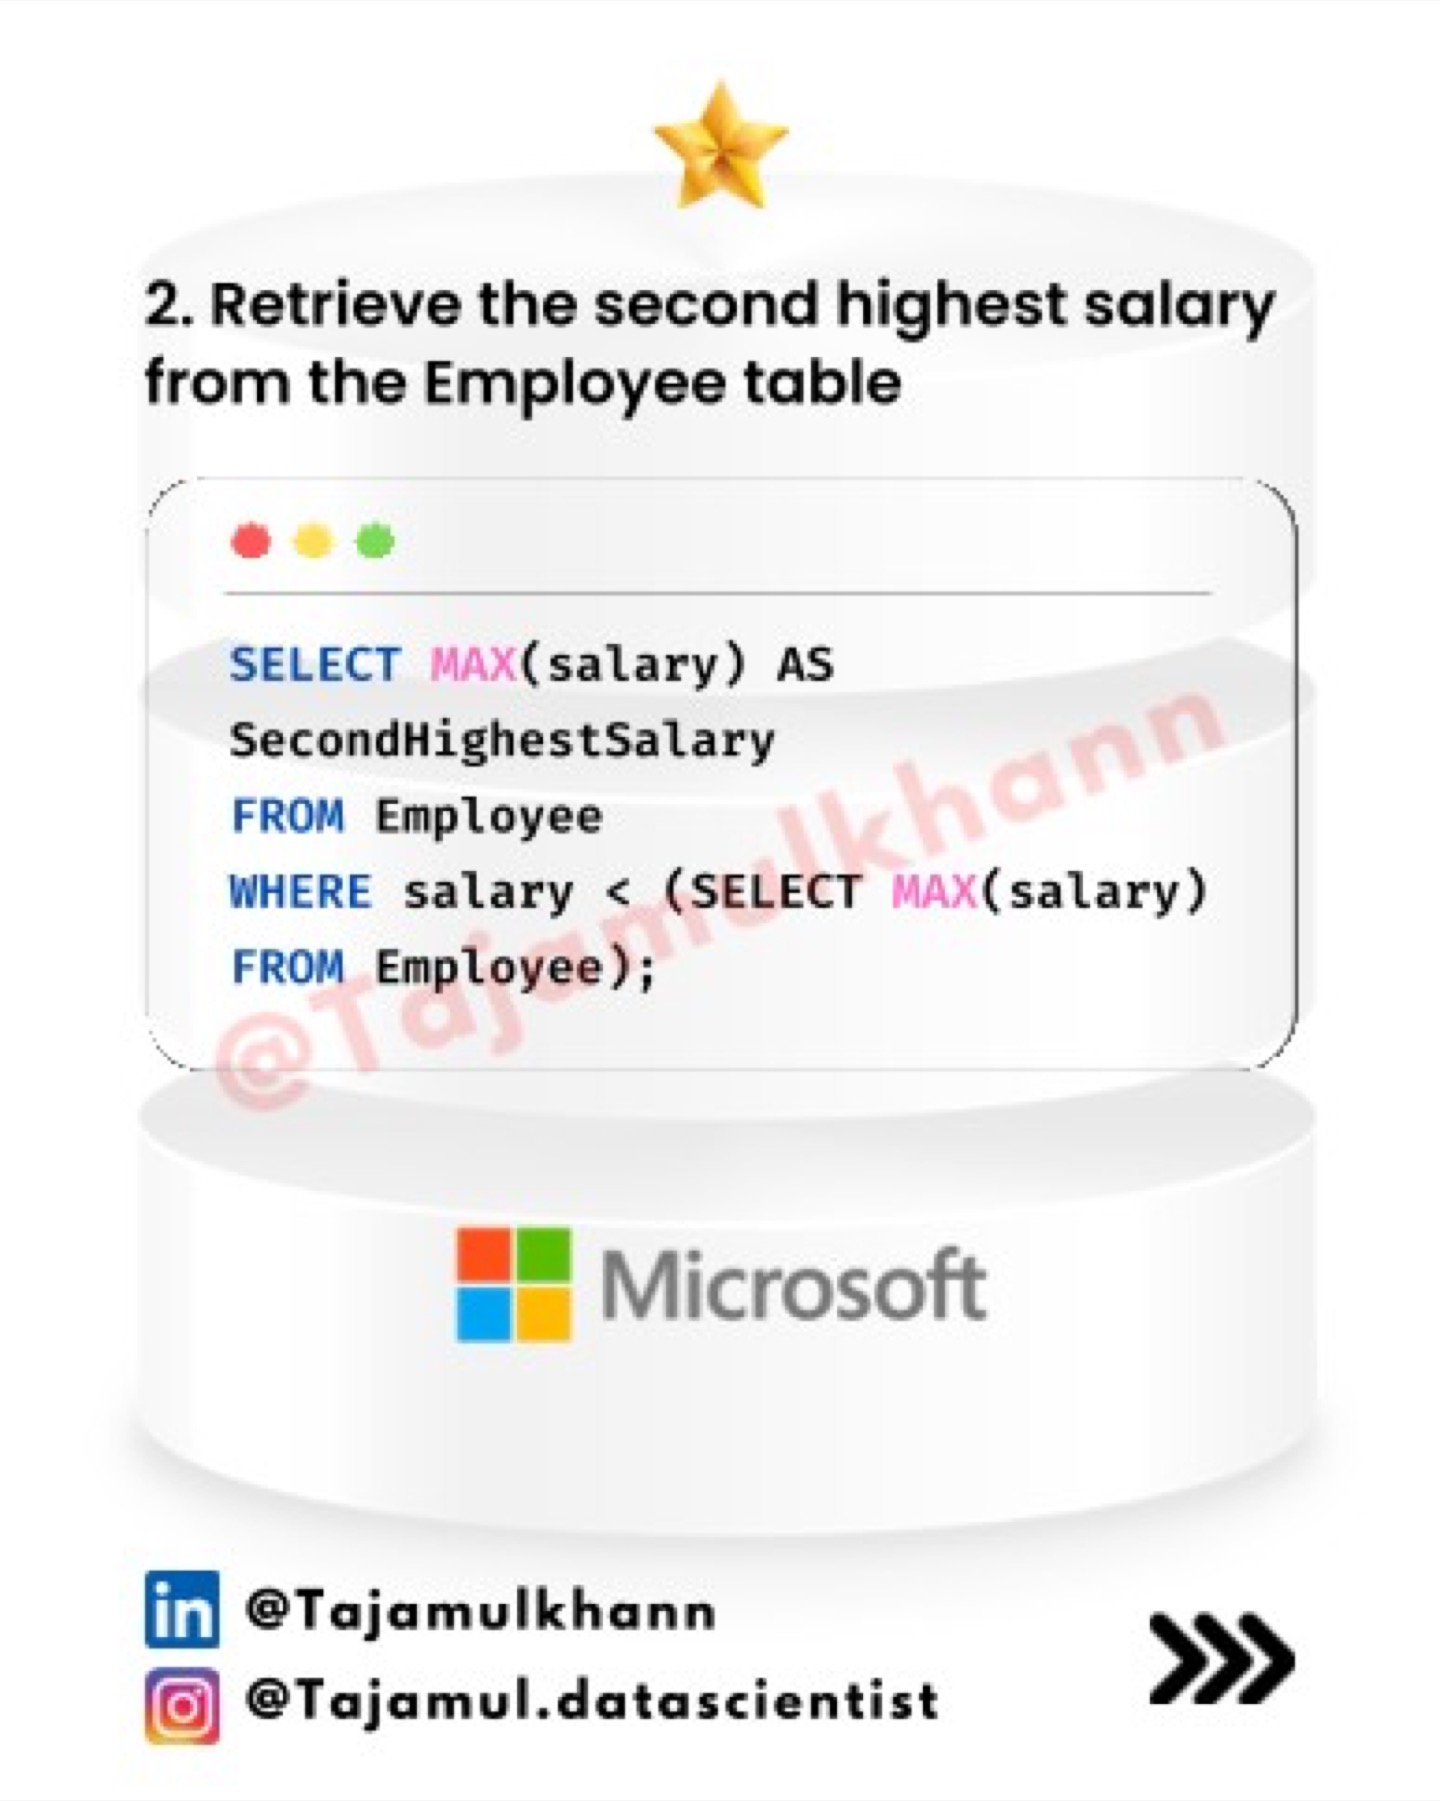 2. Retrieve the second highest salary
from the Employee table
SELECT MAX(salary) AS
SecondHighestSalary
FROM Employee
WHERE salary < (SELECT MAX(salary)
FROM Employee);
@Tajamulkhann
Microsoft
in @Tajamulkhann
@Tajamul.datascientist